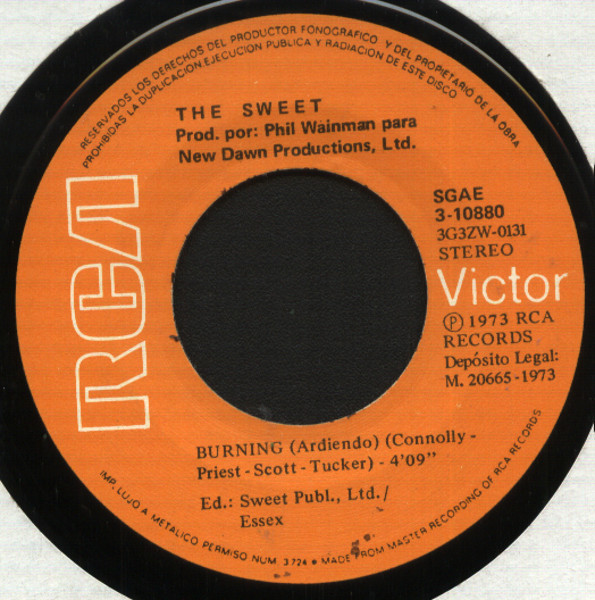 RESERVADOS LOS DERECHOS DEL PRODUCTOR FONOGRAFICO Y DEL PROPIETARIO DE LA OBRA
PROHIBIDAS LA DUPLICACION, EJECUCION PUBLICA Y RADIACION DE ESTE DISCO
THE SWEET
Prod. por: Phil Wainman para
New Dawn Productions, Ltd.
RCA
SGAE
3-10880
3G3ZW-0131
STEREO
Victor
Ⓟ 1973 RCA
RECORDS
Depósito Legal:
M. 20665-1973
BURNING (Ardiendo) (Connolly-
Priest-Scott-Tucker) - 4'09"
Ed.: Sweet Publ., Ltd./
Essex
IMP. LUJO A METALICO PERMISO NUM. 3724 • MADE FROM MASTER RECORDING OF RCA RECORDS